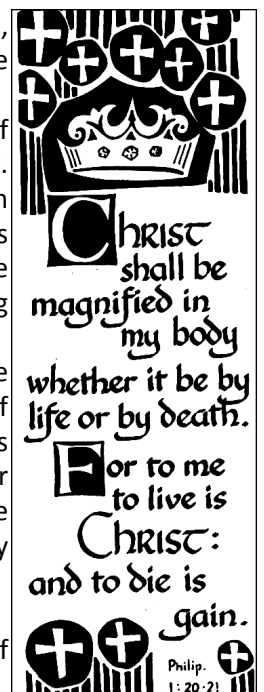 ,
e
f
.
n
s
e
g
CHRIST
shall be
magnified in
my body
whether it be by
life or by death.
For to me
to live is
CHRIST:
and to die is
gain.
Philip.
1:20-21
e
f
s
r
e
y
f